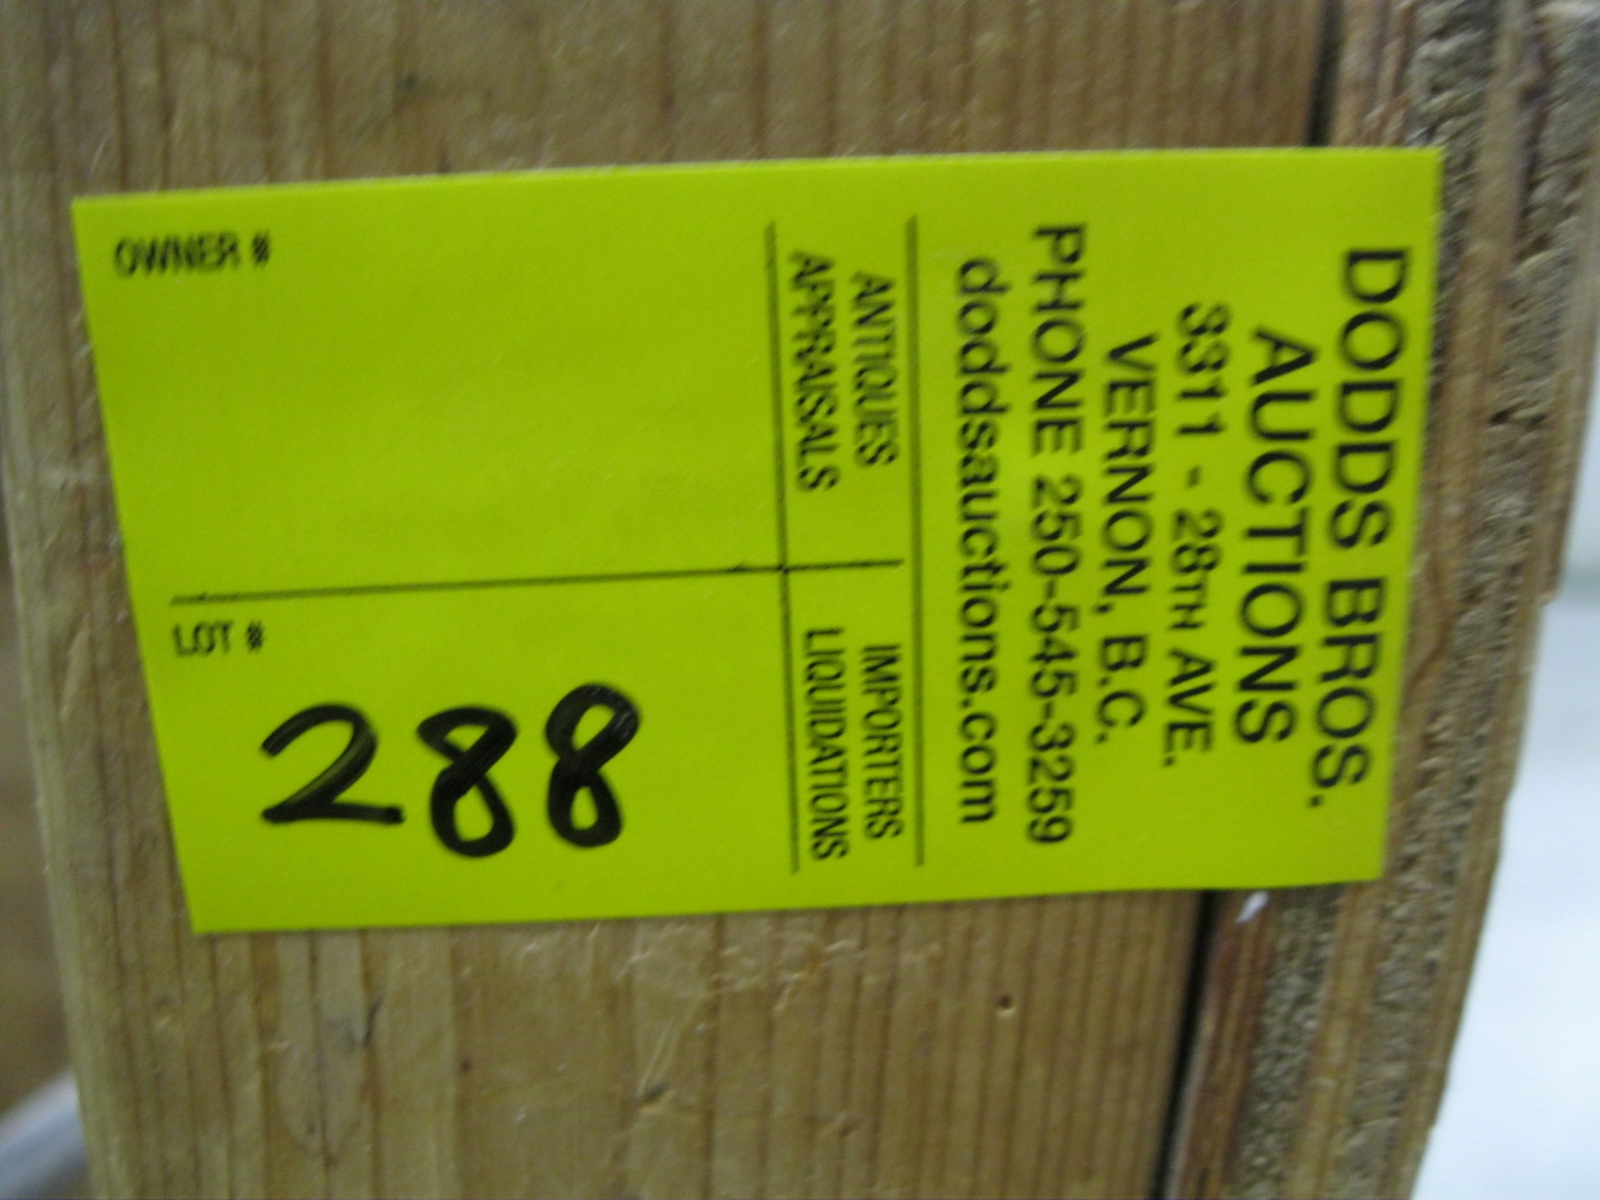 DODDS BROS.
AUCTIONS
3311 - 28TH AVE.
VERNON, B.C.
PHONE 250-545-3259
doddsauctions.com
ANTIQUES IMPORTERS
APPRAISALS LIQUIDATIONS
OWNER #
LOT #
288